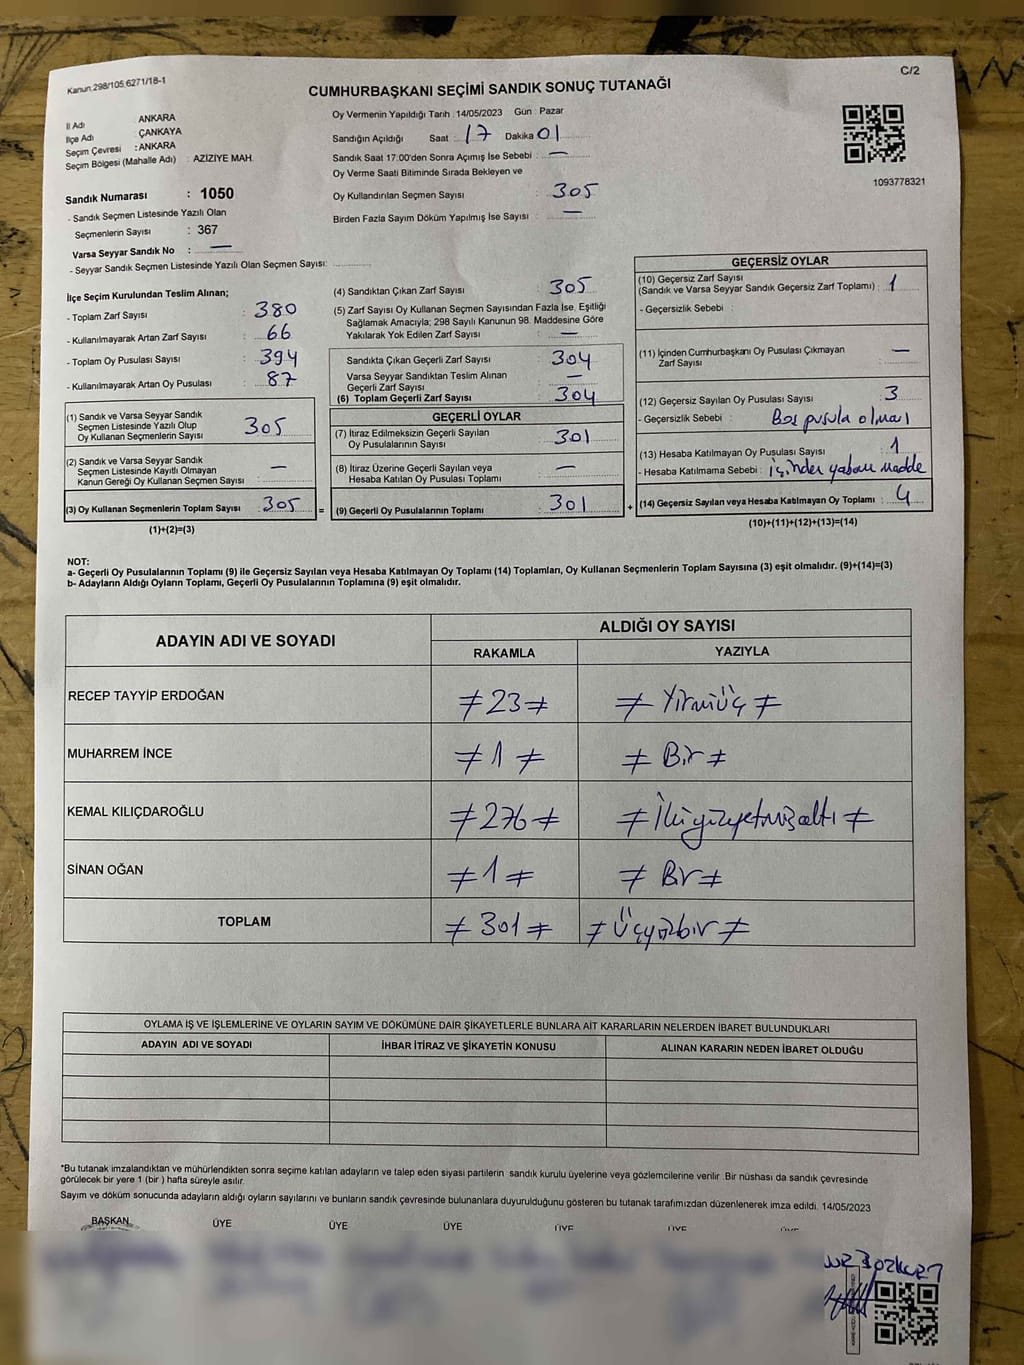 Kanun 298/105 6271/18-1
C/2
CUMHURBAŞKANI SEÇİMİ SANDIK SONUÇ TUTANAĞI
İl Adı ANKARA
İlçe Adı ÇANKAYA
Seçim Çevresi : ANKARA
Seçim Bölgesi (Mahalle Adı) : AZİZİYE MAH.
Sandık Numarası : 1050
- Sandık Seçmen Listesinde Yazılı Olan
Seçmenlerin Sayısı : 367
Varsa Seyyar Sandık No : —
- Seyyar Sandık Seçmen Listesinde Yazılı Olan Seçmen Sayısı:
Oy Vermenin Yapıldığı Tarih : 14/05/2023 Gün : Pazar
Sandığın Açıldığı Saat : 17 Dakika 01
Sandık Saat 17:00'den Sonra Açımış İse Sebebi : —
Oy Verme Saati Bitiminde Sırada Bekleyen ve
Oy Kullandırılan Seçmen Sayısı : 305
Birden Fazla Sayım Döküm Yapılmış İse Sayısı : —
1093778321
İlçe Seçim Kurulundan Teslim Alınan;
- Toplam Zarf Sayısı : 380
- Kullanılmayarak Artan Zarf Sayısı : 66
- Toplam Oy Pusulası Sayısı : 394
- Kullanılmayarak Artan Oy Pusulası : 87
(1) Sandık ve Varsa Seyyar Sandık
Seçmen Listesinde Yazılı Olup
Oy Kullanan Seçmenlerin Sayısı : 305
(2) Sandık ve Varsa Seyyar Sandık
Seçmen Listesinde Kayıtlı Olmayan
Kanun Gereği Oy Kullanan Seçmen Sayısı : —
(3) Oy Kullanan Seçmenlerin Toplam Sayısı : 305 =
(1)+(2)=(3)
(4) Sandıktan Çıkan Zarf Sayısı : 305
(5) Zarf Sayısı Oy Kullanan Seçmen Sayısından Fazla İse, Eşitliği
Sağlamak Amacıyla; 298 Sayılı Kanunun 98. Maddesine Göre
Yakılarak Yok Edilen Zarf Sayısı : —
Sandıkta Çıkan Geçerli Zarf Sayısı : 304
Varsa Seyyar Sandıktan Teslim Alınan
Geçerli Zarf Sayısı : —
(6) Toplam Geçerli Zarf Sayısı : 304
GEÇERLİ OYLAR
(7) İtiraz Edilmeksizin Geçerli Sayılan
Oy Pusulalarının Sayısı : 301
(8) İtiraz Üzerine Geçerli Sayılan veya
Hesaba Katılan Oy Pusulası Toplamı : —
(9) Geçerli Oy Pusulalarının Toplamı : 301 +
GEÇERSİZ OYLAR
(10) Geçersiz Zarf Sayısı
(Sandık ve Varsa Seyyar Sandık Geçersiz Zarf Toplamı) : 1
- Geçersizlik Sebebi :
(11) İçinden Cumhurbaşkanı Oy Pusulası Çıkmayan
Zarf Sayısı : —
(12) Geçersiz Sayılan Oy Pusulası Sayısı : 3
- Geçersizlik Sebebi : Boş pusula olması
(13) Hesaba Katılmayan Oy Pusulası Sayısı : 1
- Hesaba Katılmama Sebebi : içinden yabancı madde
(14) Geçersiz Sayılan veya Hesaba Katılmayan Oy Toplamı : 4
(10)+(11)+(12)+(13)=(14)
NOT:
a- Geçerli Oy Pusulalarının Toplamı (9) ile Geçersiz Sayılan veya Hesaba Katılmayan Oy Toplamı (14) Toplamları, Oy Kullanan Seçmenlerin Toplam Sayısına (3) eşit olmalıdır. (9)+(14)=(3)
b- Adayların Aldığı Oyların Toplamı, Geçerli Oy Pusulalarının Toplamına (9) eşit olmalıdır.
ADAYIN ADI VE SOYADI ALDIĞI OY SAYISI
RAKAMLA YAZIYLA
RECEP TAYYİP ERDOĞAN ≠ 23 ≠ ≠ Yirmiüç ≠
MUHARREM İNCE ≠ 1 ≠ ≠ Bir ≠
KEMAL KILIÇDAROĞLU ≠ 276 ≠ ≠ İkiyüzyetmişaltı ≠
SİNAN OĞAN ≠ 1 ≠ ≠ Bir ≠
TOPLAM ≠ 301 ≠ ≠ Üçyüzbir ≠
OYLAMA İŞ VE İŞLEMLERİNE VE OYLARIN SAYIM VE DÖKÜMÜNE DAİR ŞİKAYETLERLE BUNLARA AİT KARARLARIN NELERDEN İBARET BULUNDUKLARI
ADAYIN ADI VE SOYADI İHBAR İTİRAZ VE ŞİKAYETİN KONUSU ALINAN KARARIN NEDEN İBARET OLDUĞU
*Bu tutanak imzalandıktan ve mühürlendikten sonra seçime katılan adayların ve talep eden siyasi partilerin sandık kurulu üyelerine veya gözlemcilerine verilir. Bir nüshası da sandık çevresinde
görülecek bir yere 1 (bir ) hafta süreyle asılır.
Sayım ve döküm sonucunda adayların aldığı oyların sayılarını ve bunların sandık çevresinde bulunanlara duyurulduğunu gösteren bu tutanak tarafımızdan düzenlenerek imza edildi. 14/05/2023
BAŞKAN ÜYE ÜYE ÜYE ÜYE ÜYE ÜYE
Bozkurt